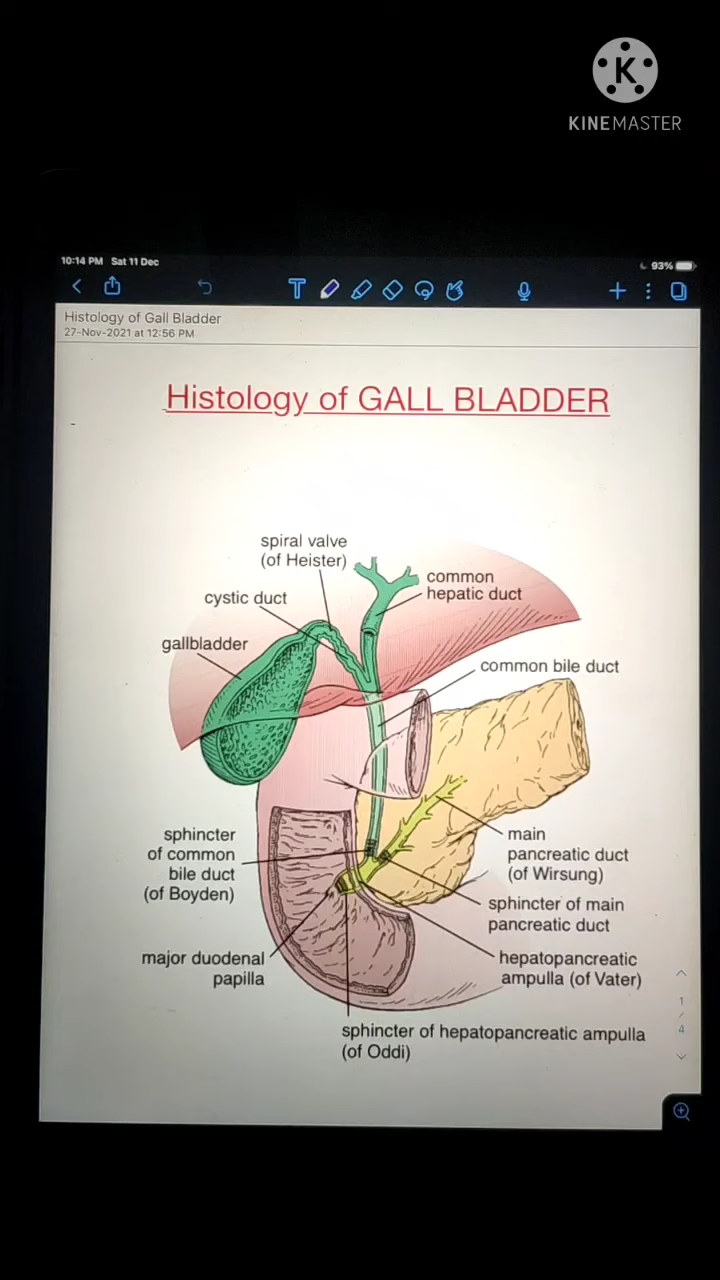 K
KINEMASTER
10:14 PM Sat 11 Dec
93%
T
Histology of Gall Bladder
27-Nov-2021 at 12:56 PM
Histology of GALL BLADDER
spiral valve
(of Heister)
common
hepatic duct
cystic duct
gallbladder
common bile duct
sphincter
of common
bile duct
(of Boyden)
main
pancreatic duct
(of Wirsung)
sphincter of main
pancreatic duct
major duodenal
papilla
hepatopancreatic
ampulla (of Vater)
sphincter of hepatopancreatic ampulla
(of Oddi)
1
/
4